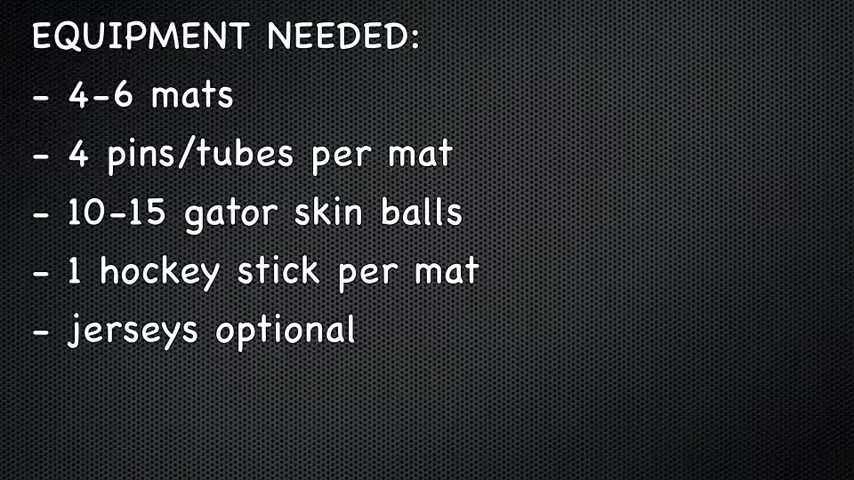 EQUIPMENT NEEDED:
- 4-6 mats
- 4 pins/tubes per mat
- 10-15 gator skin balls
- 1 hockey stick per mat
- jerseys optional